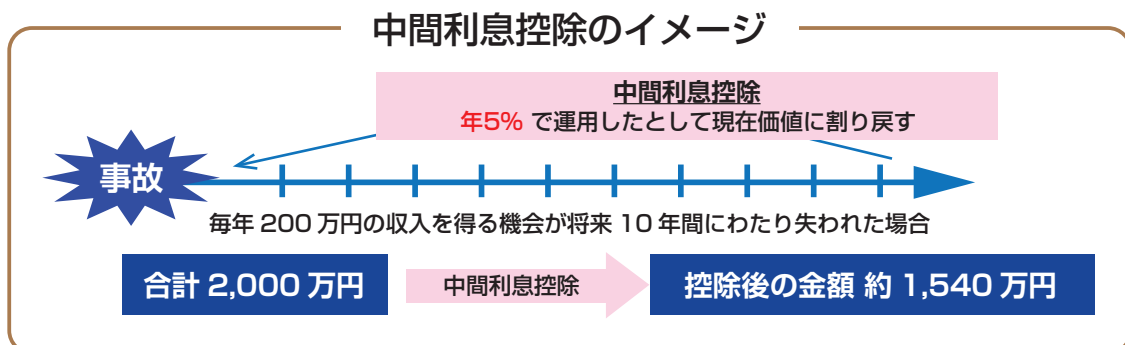 中間利息控除のイメージ
中間利息控除
年5% で運用したとして現在価値に割り戻す
事故
毎年 200 万円の収入を得る機会が将来 10 年間にわたり失われた場合
合計 2,000 万円
中間利息控除
控除後の金額 約 1,540 万円